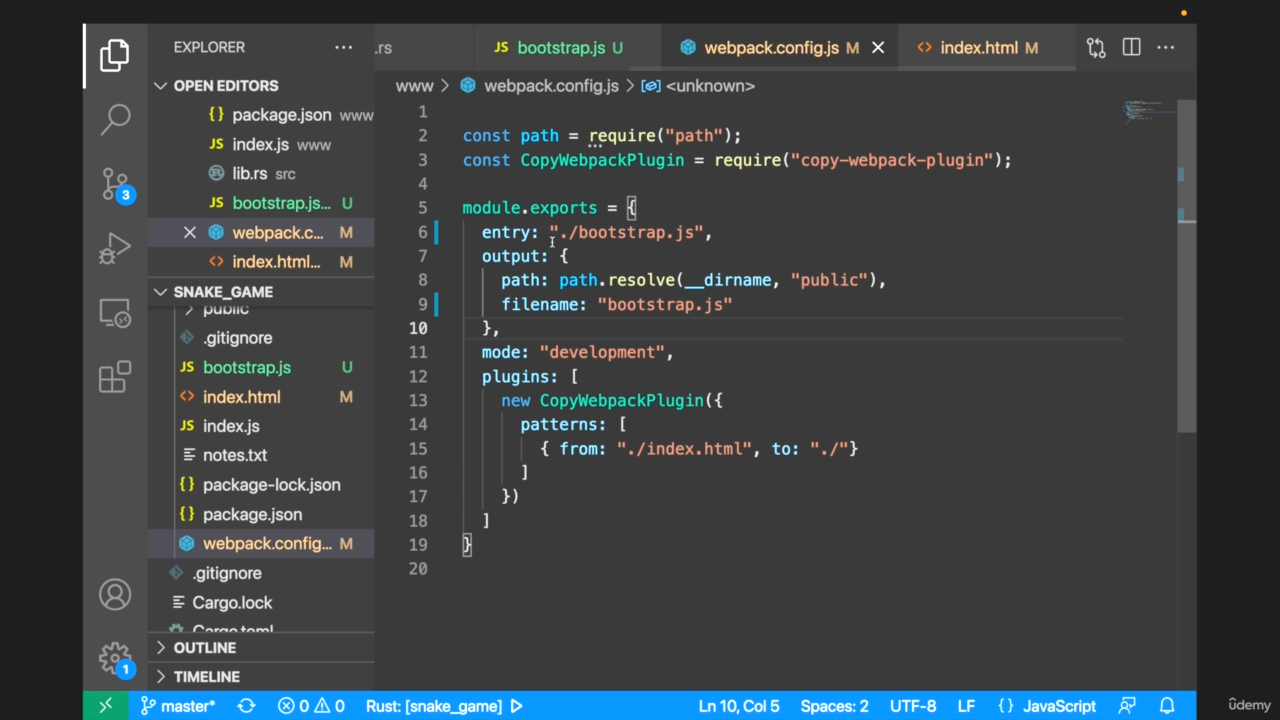 EXPLORER
OPEN EDITORS
{} package.json www
JS index.js www
lib.rs src
JS bootstrap.js... U
webpack.c... M
<> index.html... M
SNAKE_GAME
public
.gitignore
JS bootstrap.js U
<> index.html M
JS index.js
notes.txt
{} package-lock.json
{} package.json
webpack.config... M
.gitignore
Cargo.lock
Cargo.toml
OUTLINE
TIMELINE
3
1
.rs
JS bootstrap.js U
webpack.config.js M
<> index.html M
www > webpack.config.js > <unknown>
1
2 const path = require("path");
3 const CopyWebpackPlugin = require("copy-webpack-plugin");
4
5 module.exports = {
6 entry: "./bootstrap.js",
7 output: {
8 path: path.resolve(__dirname, "public"),
9 filename: "bootstrap.js"
10 },
11 mode: "development",
12 plugins: [
13 new CopyWebpackPlugin({
14 patterns: [
15 { from: "./index.html", to: "./"}
16 ]
17 })
18 ]
19 }
20
master* 0 0 Rust: [snake_game] Ln 10, Col 5 Spaces: 2 UTF-8 LF {} JavaScript
ûdemy